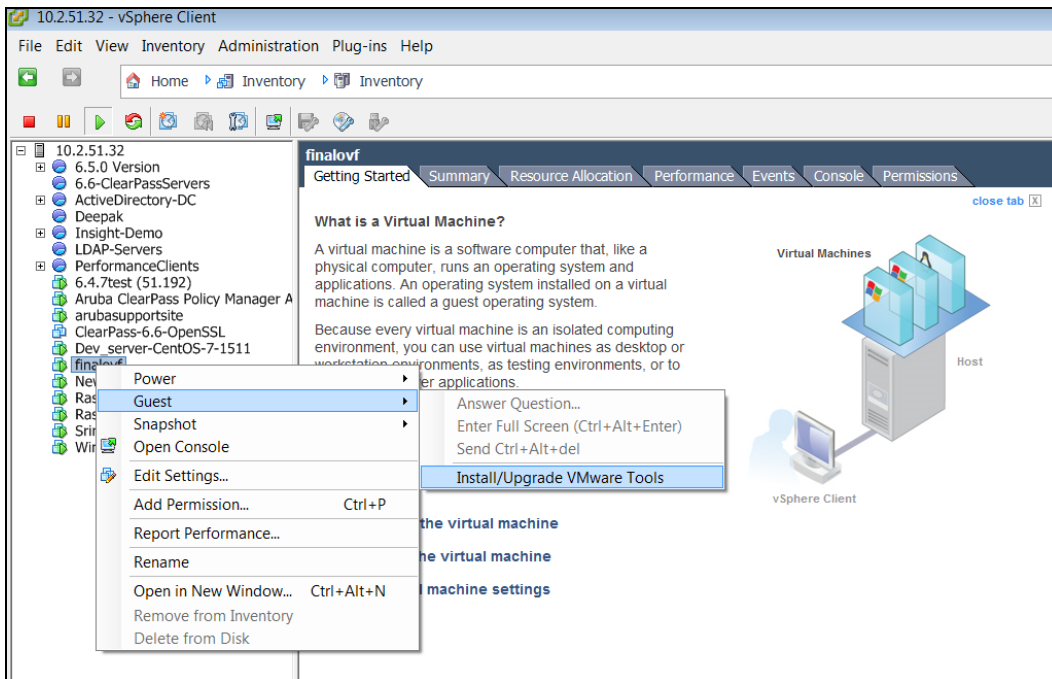 10.2.51.32 - vSphere Client
File Edit View Inventory Administration Plug-ins Help
Home Inventory Inventory
10.2.51.32
6.5.0 Version
6.6-ClearPassServers
ActiveDirectory-DC
Deepak
Insight-Demo
LDAP-Servers
PerformanceClients
6.4.7test (51.192)
Aruba ClearPass Policy Manager A
arubasupportsite
ClearPass-6.6-OpenSSL
Dev_server-CentOS-7-1511
finalovf
Ne
Ras
Ras
Srir
Wir
Power
Guest
Snapshot
Open Console
Edit Settings...
Add Permission... Ctrl+P
Report Performance...
Rename
Open in New Window... Ctrl+Alt+N
Remove from Inventory
Delete from Disk
Answer Question...
Enter Full Screen (Ctrl+Alt+Enter)
Send Ctrl+Alt+del
Install/Upgrade VMware Tools
finalovf
Getting Started Summary Resource Allocation Performance Events Console Permissions
close tab X
What is a Virtual Machine?
A virtual machine is a software computer that, like a
physical computer, runs an operating system and
applications. An operating system installed on a virtual
machine is called a guest operating system.
Because every virtual machine is an isolated computing
environment, you can use virtual machines as desktop or
workstation environments, as testing environments, or to
er applications.
the virtual machine
he virtual machine
machine settings
Virtual Machines
Host
vSphere Client